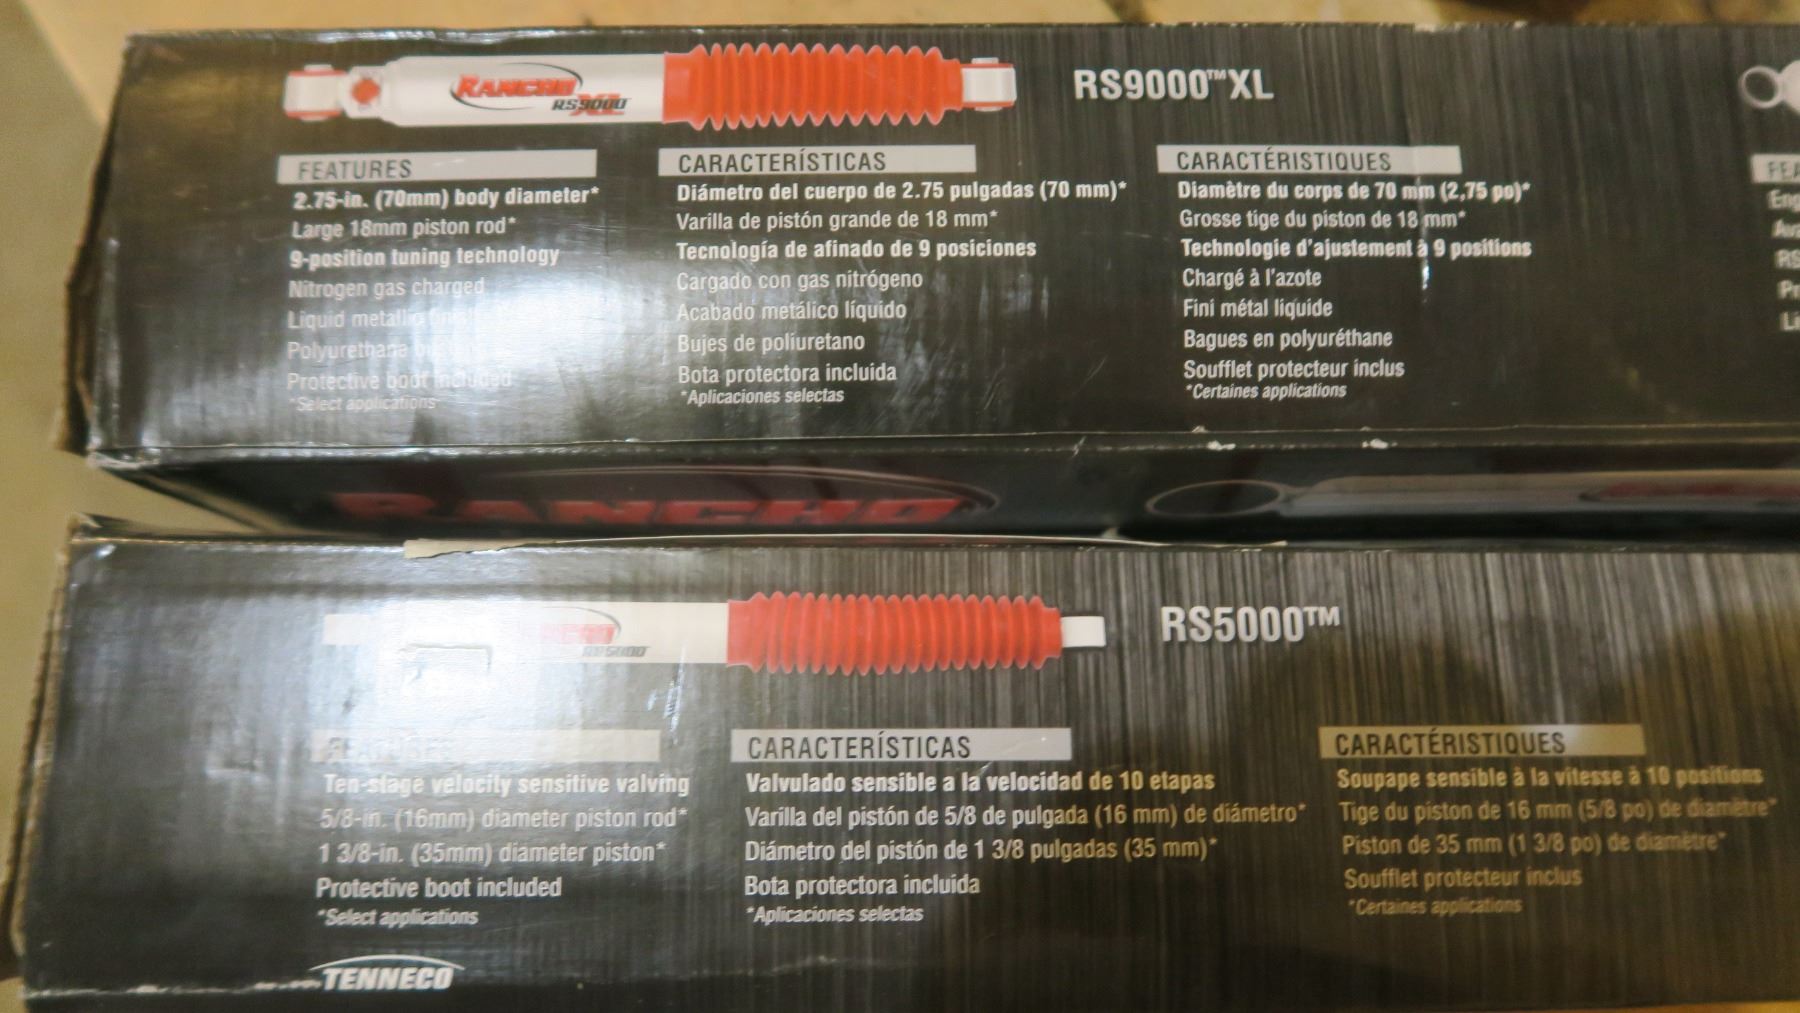 RANCHO
RS9000
XL
RS9000™XL
FEATURES
2.75-in. (70mm) body diameter*
Large 18mm piston rod*
9-position tuning technology
Nitrogen gas charged
Liquid metallic
Polyurethane
Protective boot included
*Select applications
CARACTERÍSTICAS
Diámetro del cuerpo de 2.75 pulgadas (70 mm)*
Varilla de pistón grande de 18 mm*
Tecnología de afinado de 9 posiciones
Cargado con gas nitrógeno
Acabado metálico líquido
Bujes de poliuretano
Bota protectora incluida
*Aplicaciones selectas
CARACTÉRISTIQUES
Diamètre du corps de 70 mm (2,75 po)*
Grosse tige du piston de 18 mm*
Technologie d'ajustement à 9 positions
Chargé à l'azote
Fini métal liquide
Bagues en polyuréthane
Soufflet protecteur inclus
*Certaines applications
RANCHO
RS5000
RS5000™
FEATURES
Ten-stage velocity sensitive valving
5/8-in. (16mm) diameter piston rod*
1 3/8-in. (35mm) diameter piston*
Protective boot included
*Select applications
CARACTERÍSTICAS
Valvulado sensible a la velocidad de 10 etapas
Varilla del pistón de 5/8 de pulgada (16 mm) de diámetro*
Diámetro del pistón de 1 3/8 pulgadas (35 mm)*
Bota protectora incluida
*Aplicaciones selectas
CARACTÉRISTIQUES
Soupape sensible à la vitesse à 10 positions
Tige du piston de 16 mm (5/8 po) de diamètre*
Piston de 35 mm (1 3/8 po) de diamètre*
Soufflet protecteur inclus
*Certaines applications
TENNECO